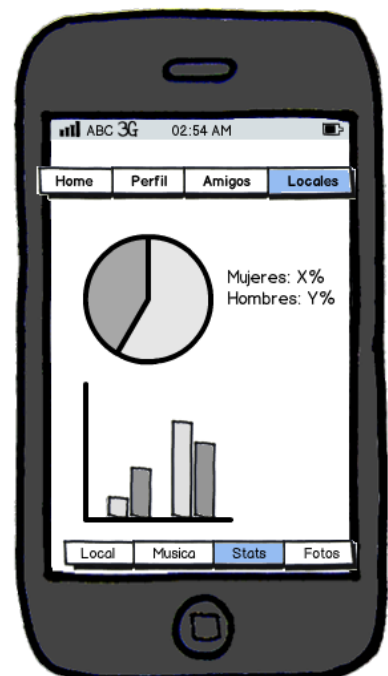 ABC 3G 02:54 AM
Home Perfil Amigos Locales
Mujeres: X%
Hombres: Y%
Local Musica Stats Fotos